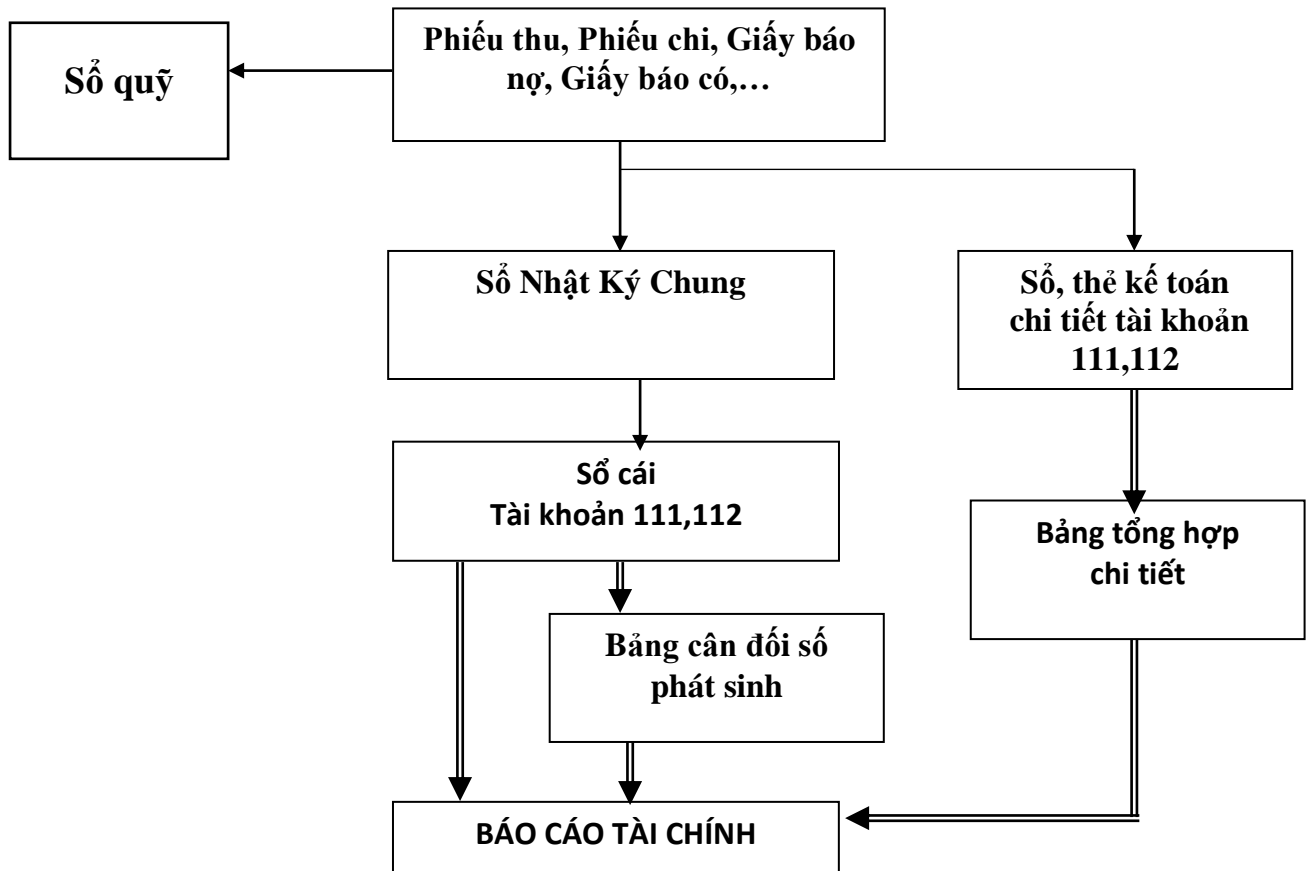 Phiếu thu, Phiếu chi, Giấy báo
nợ, Giấy báo có,…
Sổ quỹ
Sổ Nhật Ký Chung
Sổ, thẻ kế toán
chi tiết tài khoản
111,112
Sổ cái
Tài khoản 111,112
Bảng tổng hợp
chi tiết
Bảng cân đối số
phát sinh
BÁO CÁO TÀI CHÍNH